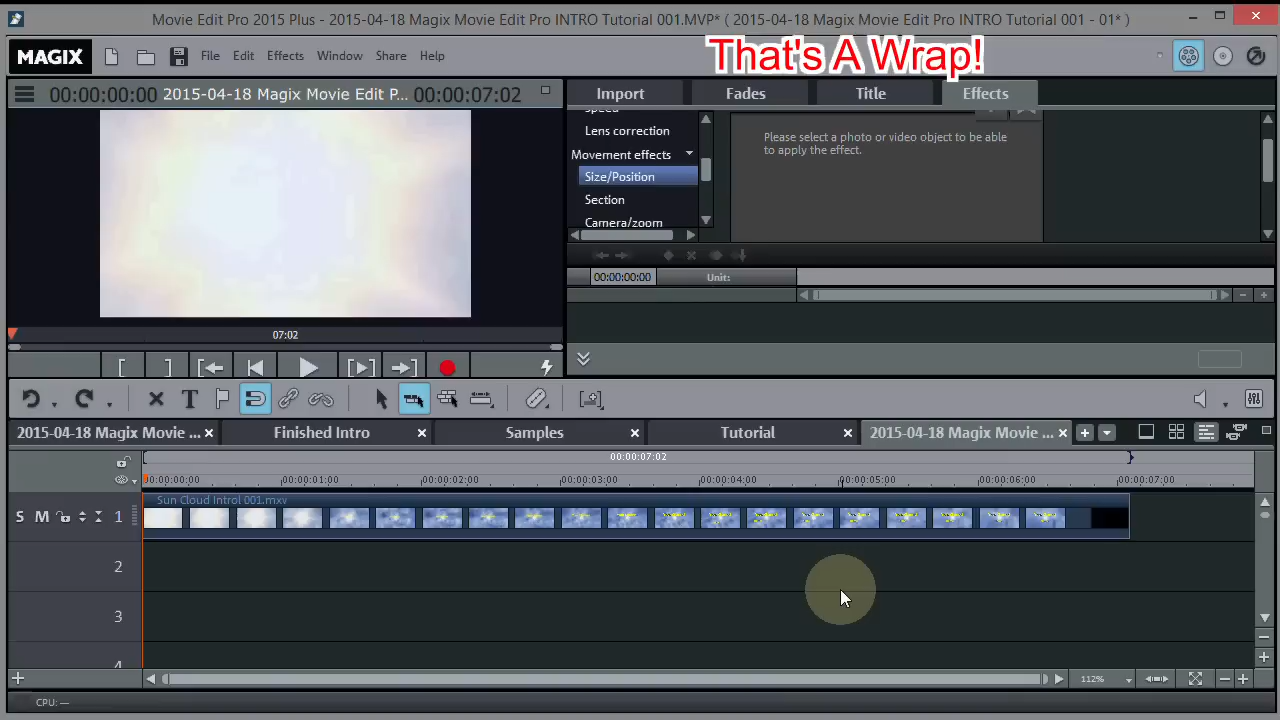 Movie Edit Pro 2015 Plus - 2015-04-18 Magix Movie Edit Pro INTRO Tutorial 001.MVP* ( 2015-04-18 Magix Movie Edit Pro INTRO Tutorial 001 - 01* )
MAGIX File Edit Effects Window Share Help
That's A Wrap!
00:00:00:00 2015-04-18 Magix Movie Edit P... 00:00:07:02
Import Fades Title Effects
Lens correction
Movement effects
Size/Position
Section
Camera/zoom
Please select a photo or video object to be able
to apply the effect.
00:00:00:00 Unit:
07:02
2015-04-18 Magix Movie ... Finished Intro Samples Tutorial 2015-04-18 Magix Movie ...
00:00:07:02
00:00:00:00 00:00:01:00 00:00:02:00 00:00:03:00 00:00:04:00 00:00:05:00 00:00:06:00 00:00:07:00
Sun Cloud Introl 001.mxv
S M 1
2
3
4
112%
CPU: —